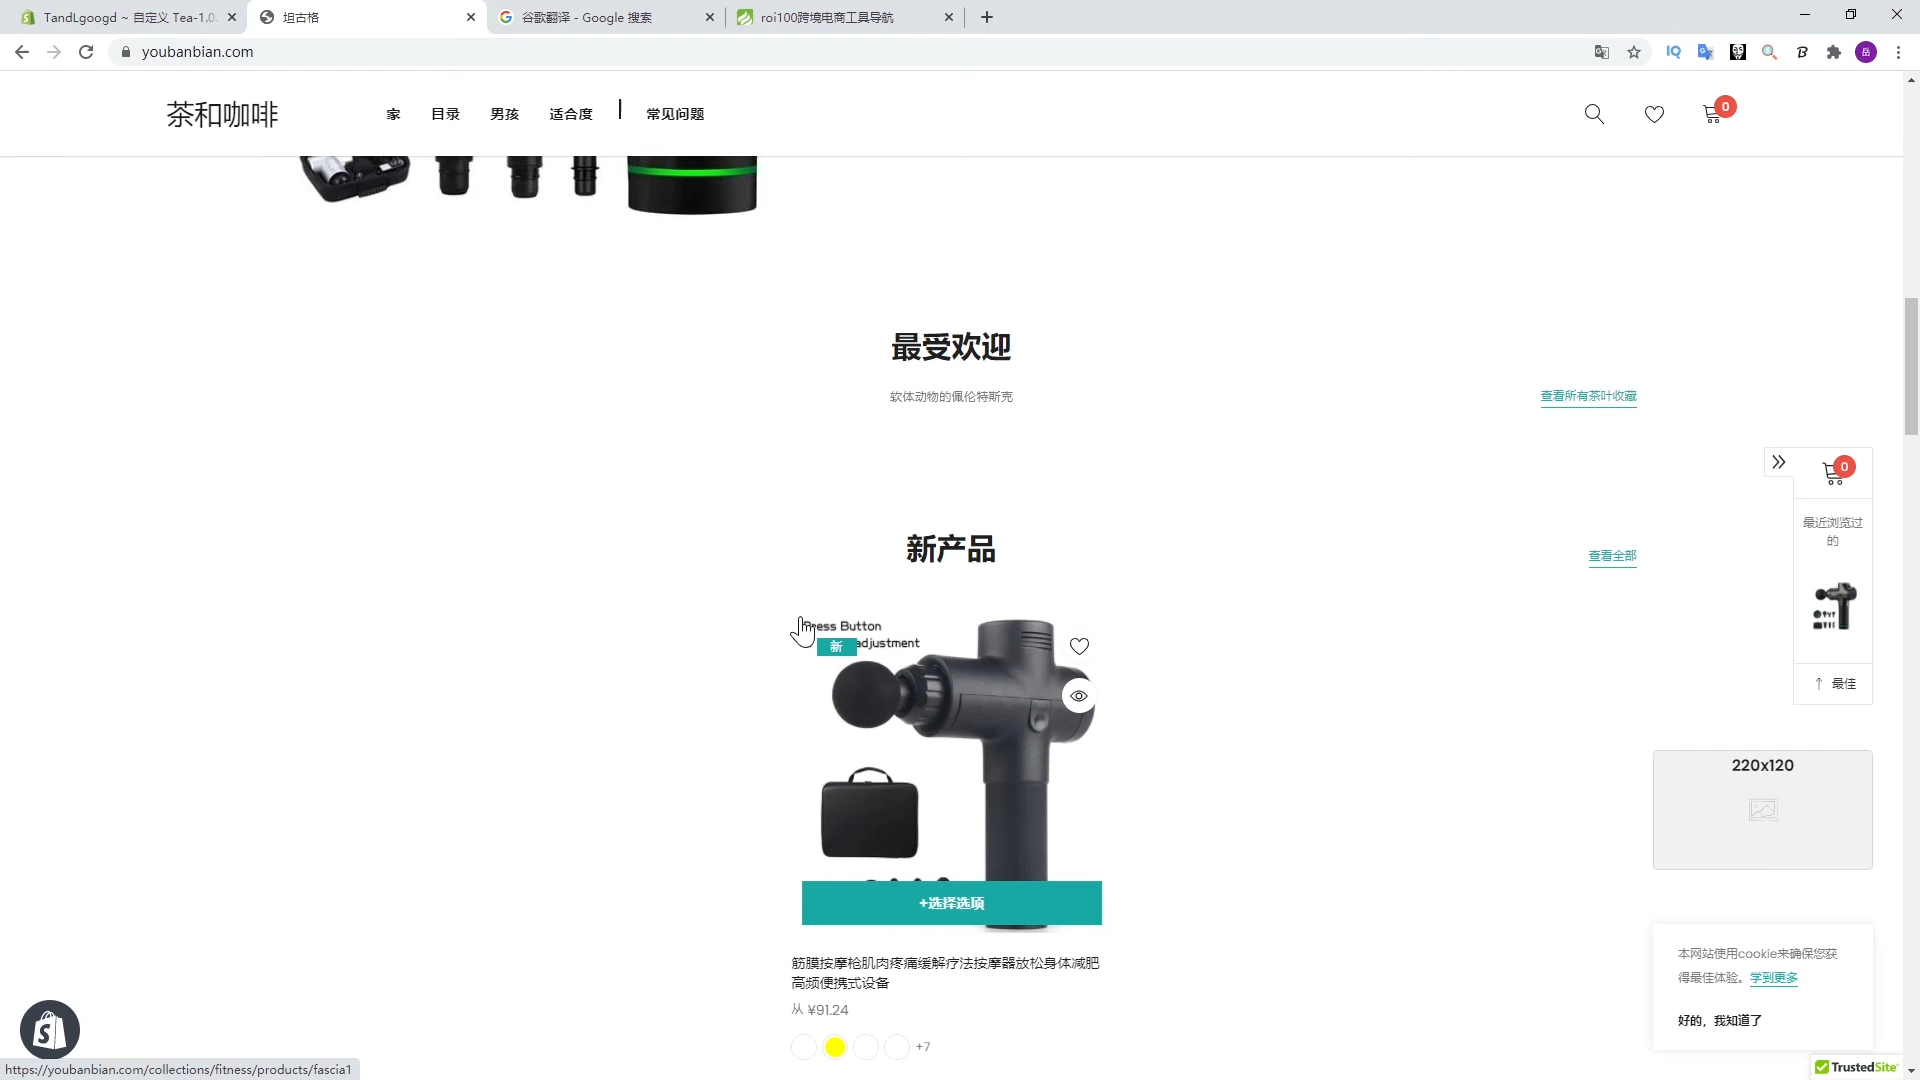 TandLgoogd ~ 自定义 Tea-1.0.
坦古格
谷歌翻译 - Google 搜索
roi100跨境电商工具导航
youbanbian.com
IQ
岳
茶和咖啡
家
目录
男孩
适合度
常见问题
0
最受欢迎
软体动物的佩伦特斯克
查看所有茶叶收藏
0
最近浏览过
的
新产品
查看全部
Press Button
adjustment
新
↑ 最佳
220x120
+选择选项
筋膜按摩枪肌肉疼痛缓解疗法按摩器放松身体减肥
高频便携式设备
从 ¥91.24
+7
本网站使用cookie来确保您获
得最佳体验。学到更多
好的，我知道了
https://youbanbian.com/collections/fitness/products/fascia1
TrustedSite